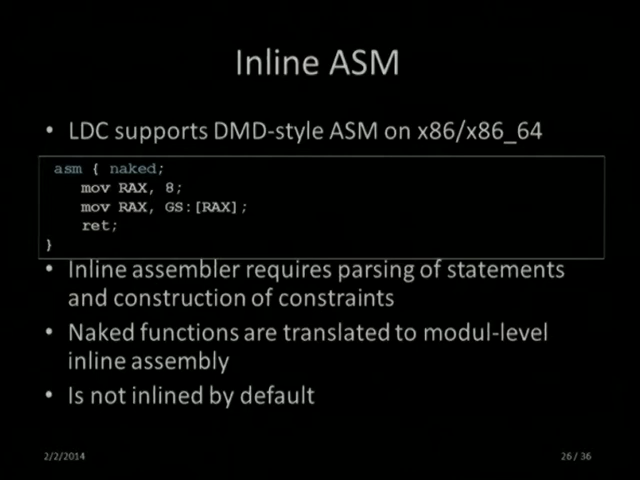 Inline ASM
• LDC supports DMD-style ASM on x86/x86_64
asm { naked;
mov RAX, 8;
mov RAX, GS:[RAX];
ret;
}
• Inline assembler requires parsing of statements
and construction of constraints
• Naked functions are translated to modul-level
inline assembly
• Is not inlined by default
2/2/2014
26 / 36